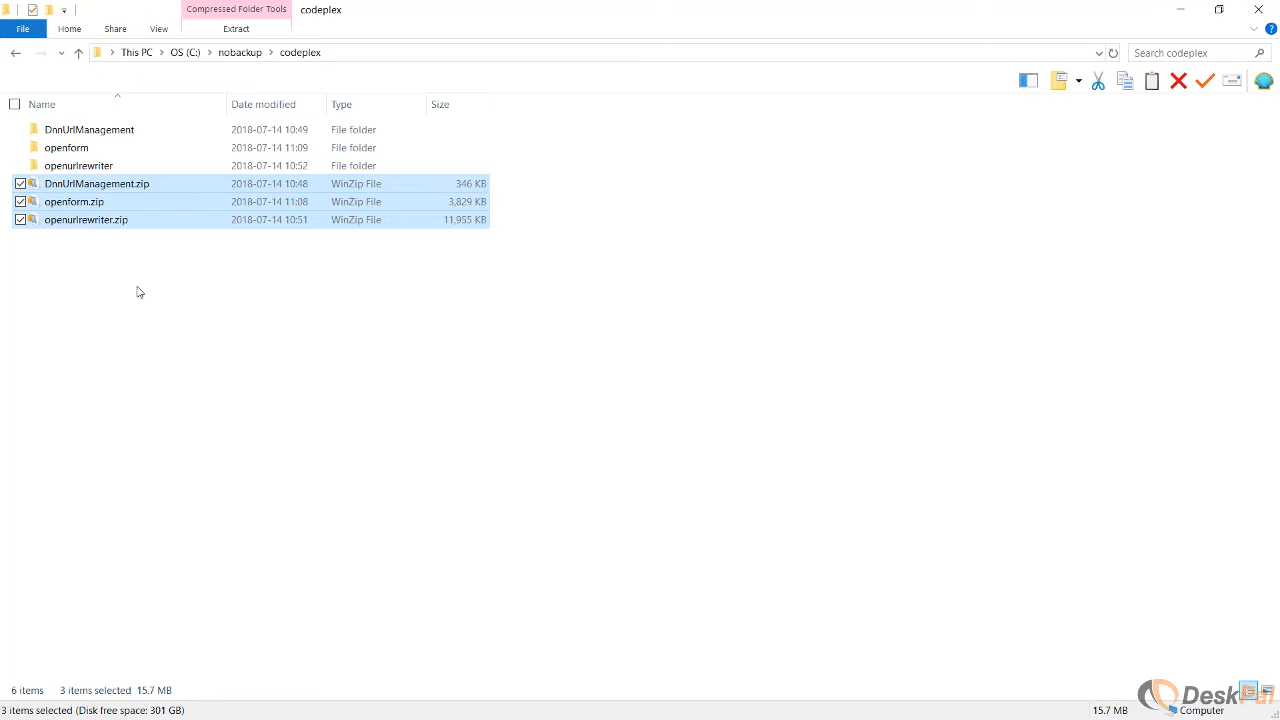 Compressed Folder Tools codeplex
File Home Share View Extract
This PC OS (C:) nobackup codeplex Search codeplex
Name Date modified Type Size
DnnUrlManagement 2018-07-14 10:49 File folder
openform 2018-07-14 11:09 File folder
openurlrewriter 2018-07-14 10:52 File folder
DnnUrlManagement.zip 2018-07-14 10:48 WinZip File 346 KB
openform.zip 2018-07-14 11:08 WinZip File 3,829 KB
openurlrewriter.zip 2018-07-14 10:51 WinZip File 11,955 KB
6 items 3 items selected 15.7 MB
DeskPal
3 items selected (Disk free space: 301 GB) 15.7 MB Computer